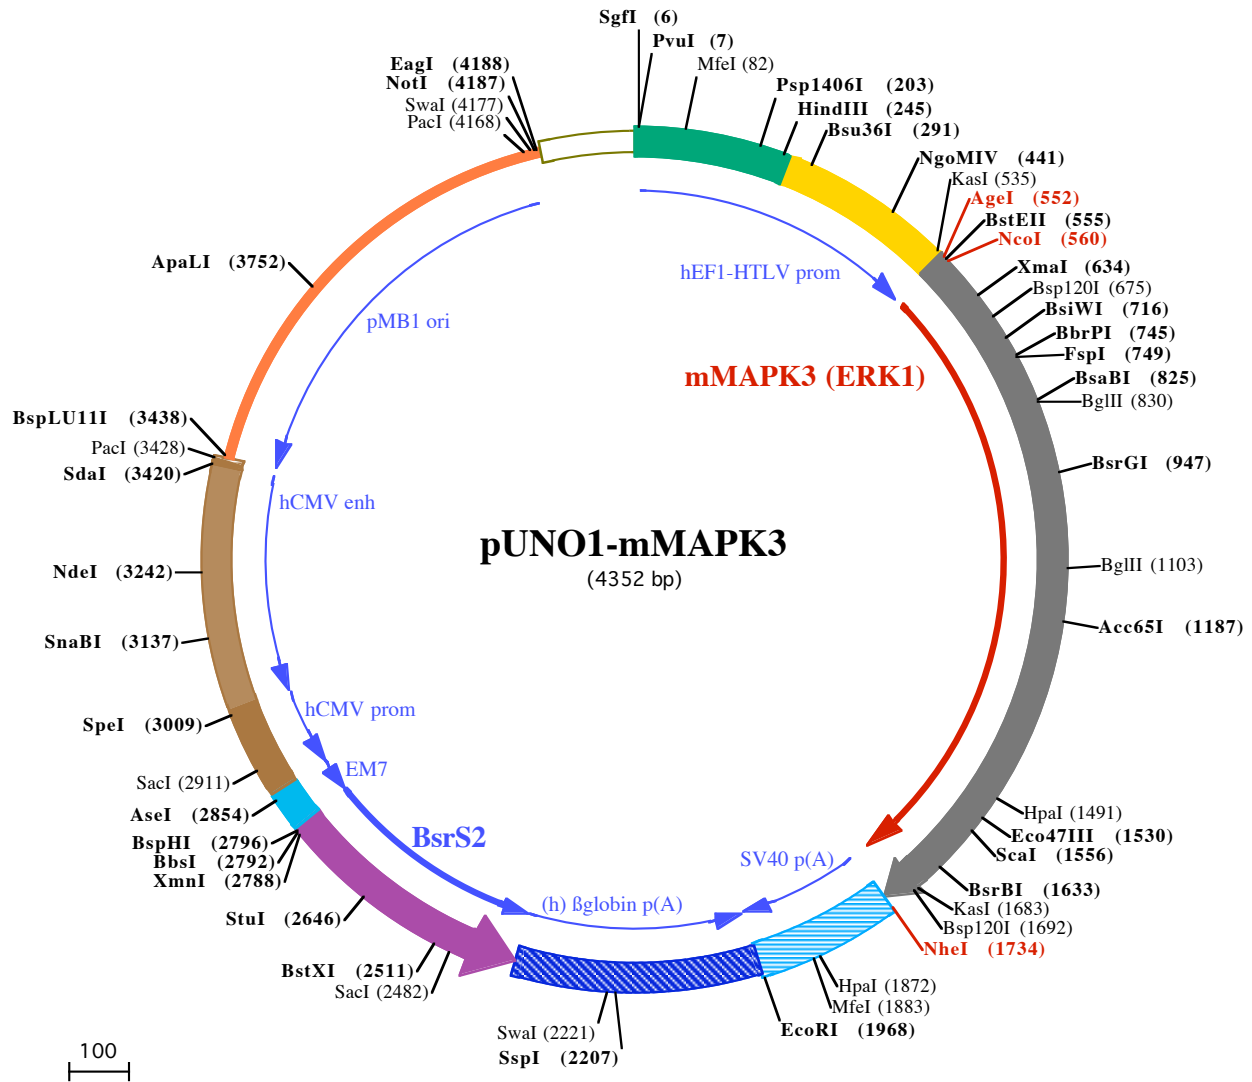 SgfI (6)
PvuI (7)
MfeI (82)
Psp1406I (203)
HindIII (245)
Bsu36I (291)
NgoMIV (441)
KasI (535)
AgeI (552)
BstEII (555)
NcoI (560)
XmaI (634)
Bsp120I (675)
BsiWI (716)
BbrPI (745)
FspI (749)
BsaBI (825)
BglII (830)
BsrGI (947)
BglII (1103)
Acc65I (1187)
HpaI (1491)
Eco47III (1530)
ScaI (1556)
BsrBI (1633)
KasI (1683)
Bsp120I (1692)
NheI (1734)
HpaI (1872)
MfeI (1883)
EcoRI (1968)
SspI (2207)
SwaI (2221)
SacI (2482)
BstXI (2511)
StuI (2646)
XmnI (2788)
BbsI (2792)
BspHI (2796)
AseI (2854)
SacI (2911)
SpeI (3009)
SnaBI (3137)
NdeI (3242)
SdaI (3420)
PacI (3428)
BspLU11I (3438)
ApaLI (3752)
PacI (4168)
SwaI (4177)
NotI (4187)
EagI (4188)
hEF1-HTLV prom
mMAPK3 (ERK1)
SV40 p(A)
(h) ßglobin p(A)
BsrS2
EM7
hCMV prom
hCMV enh
pMB1 ori
pUNO1-mMAPK3
(4352 bp)
100